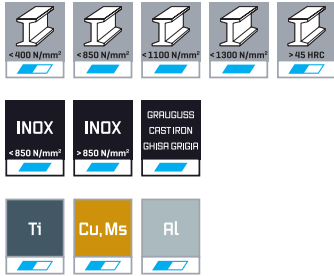 <400 N/mm² <850 N/mm² <1100 N/mm² <1300 N/mm² >45 HRC
INOX INOX GRAUGUSS
CAST IRON
GHISA GRIGIA
<850 N/mm² >850 N/mm²
Ti Cu, Ms Al